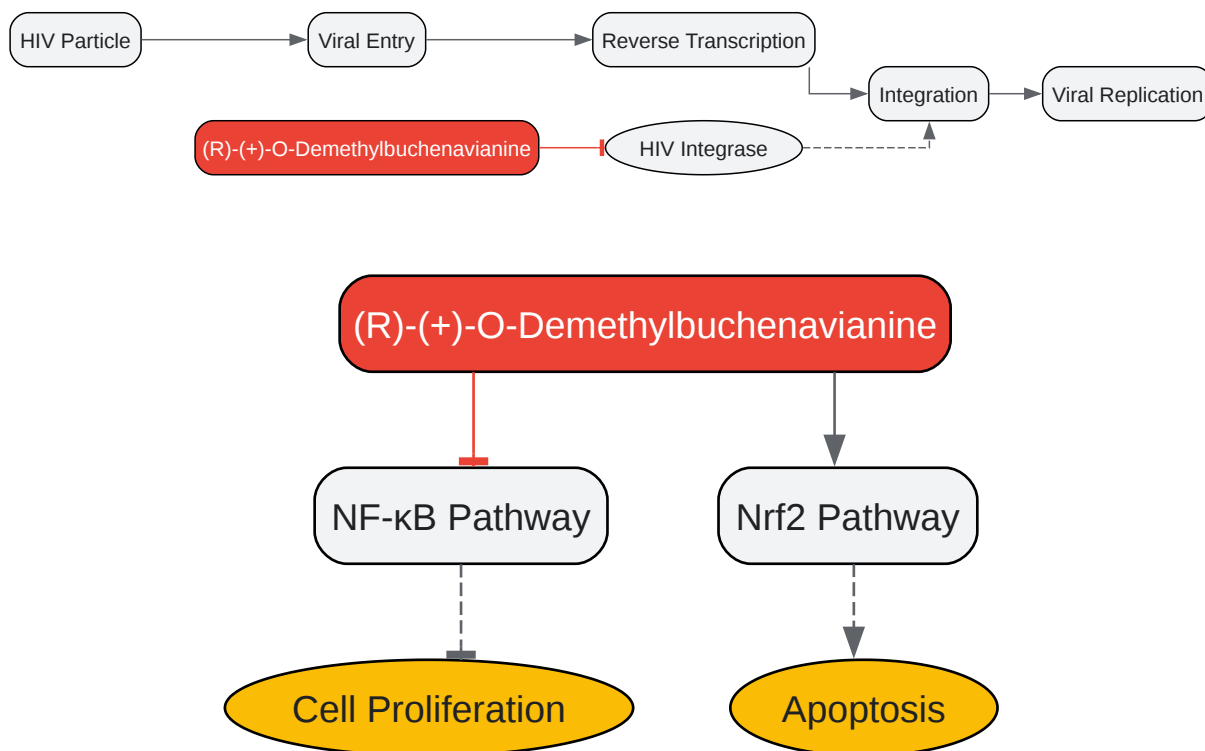 HIV Particle
Viral Entry
Reverse Transcription
Integration
Viral Replication
(R)-(+)-O-Demethylbuchenavianine
HIV Integrase
(R)-(+)-O-Demethylbuchenavianine
NF-κB Pathway
Nrf2 Pathway
Cell Proliferation
Apoptosis